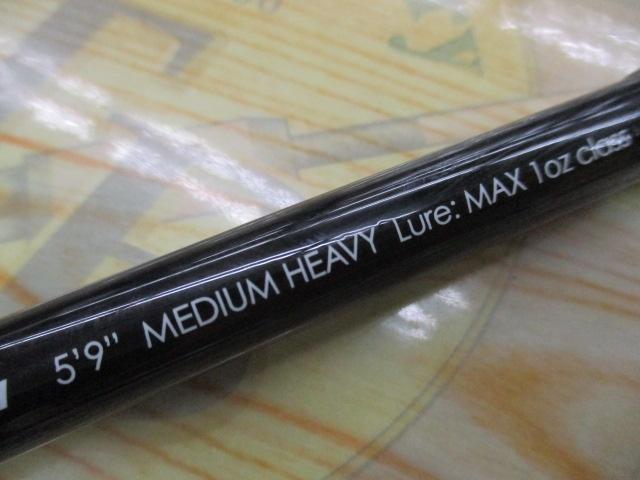 5'9" MEDIUM HEAVY Lure: MAX 1oz class